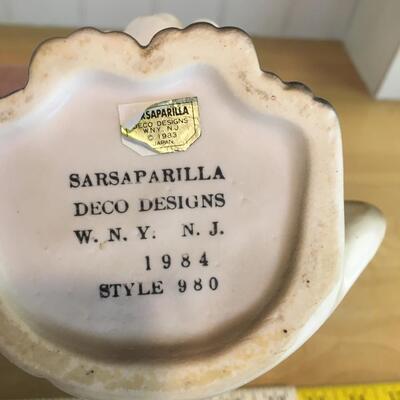 SARSAPARILLA
DECO DESIGNS
W.N.Y. N.J.
© 1983
JAPAN
SARSAPARILLA
DECO DESIGNS
W. N. Y. N. J.
1984
STYLE 980